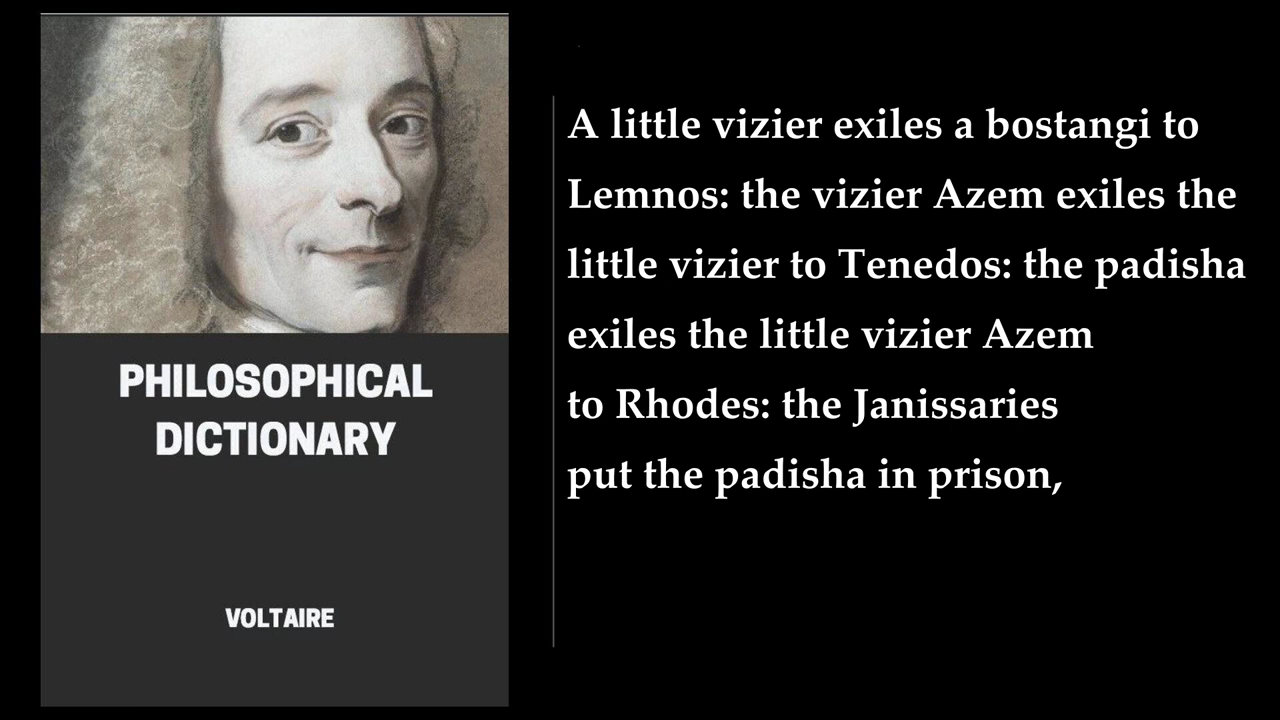 PHILOSOPHICAL
DICTIONARY
VOLTAIRE
A little vizier exiles a bostangi to
Lemnos: the vizier Azem exiles the
little vizier to Tenedos: the padisha
exiles the little vizier Azem
to Rhodes: the Janissaries
put the padisha in prison,